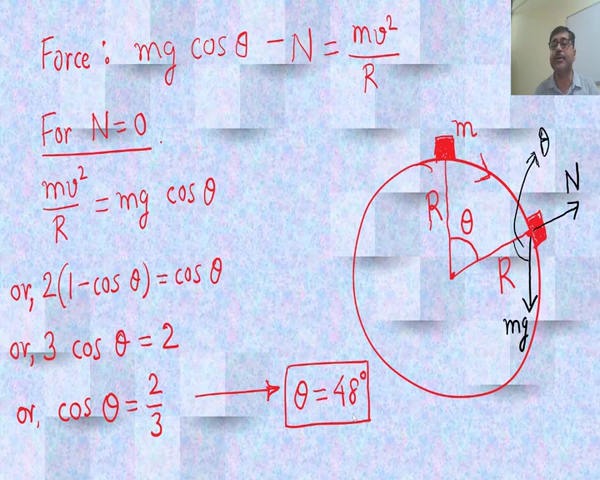 Force: mg cos θ - N = mv²/R
For N=0.
mv²/R = mg cos θ
or, 2(1-cos θ) = cos θ
or, 3 cos θ = 2
or, cos θ = 2/3 → θ = 48°
m
θ
N
R
θ
R
mg